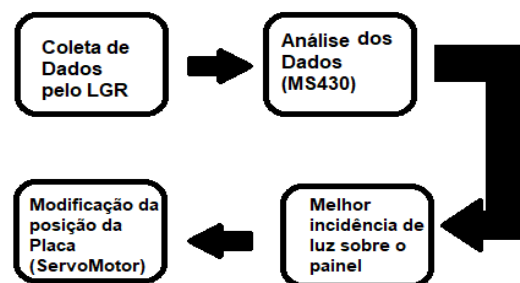 Coleta de
Dados
pelo LGR
Análise dos
Dados
(MS430)
Melhor
incidência de
luz sobre o
painel
Modificação da
posição da
Placa
(ServoMotor)